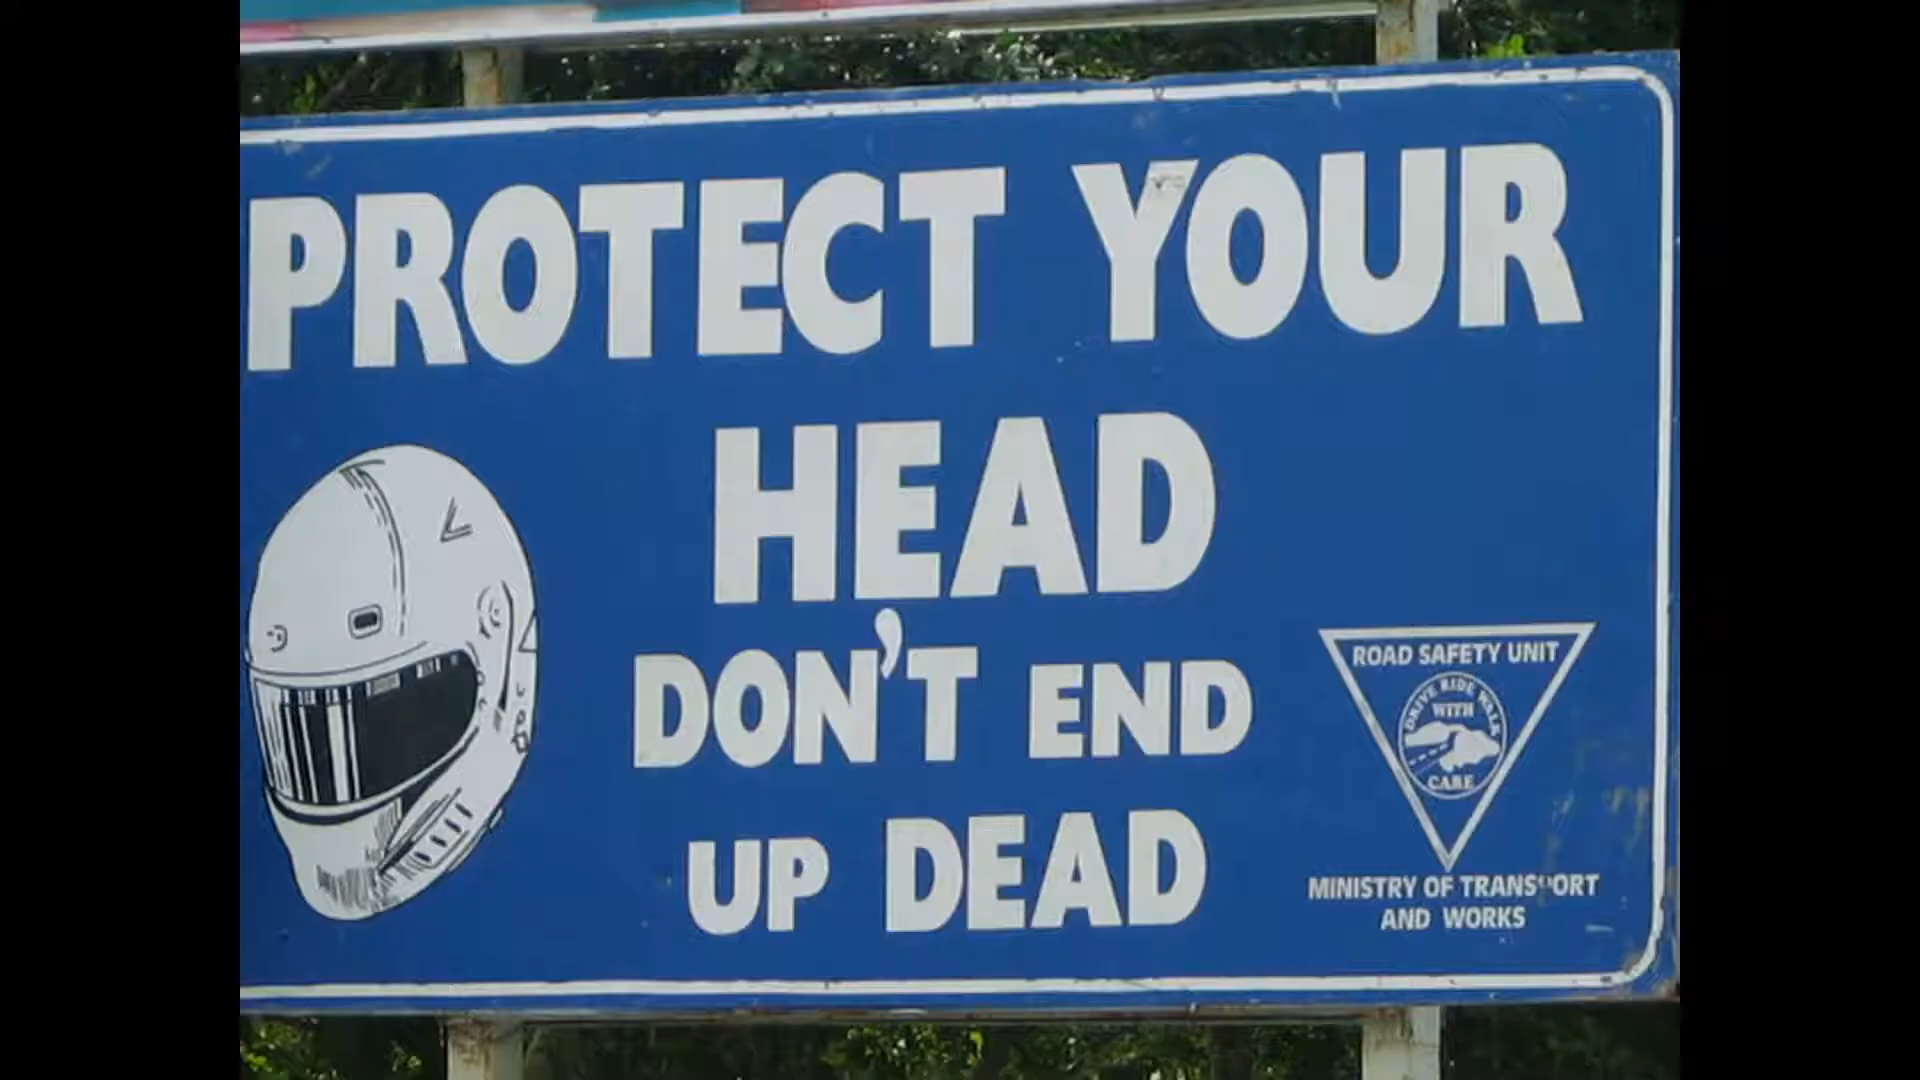 PROTECT YOUR
HEAD
DON'T END
UP DEAD
ROAD SAFETY UNIT
DRIVE RIDE WALK
WITH
CARE
MINISTRY OF TRANSPORT
AND WORKS